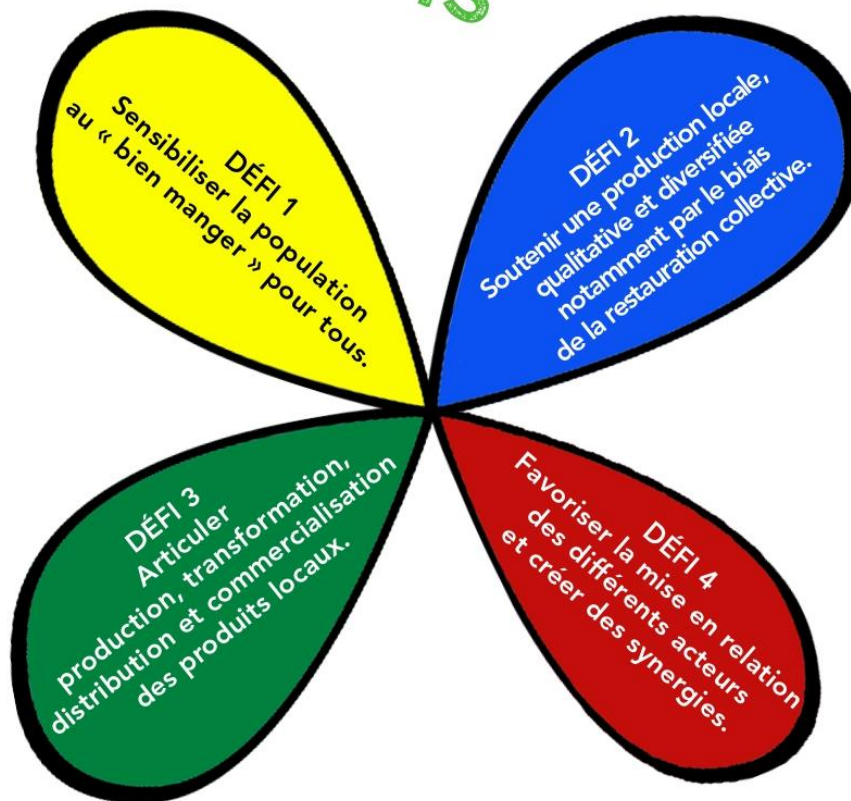 DÉFI 1
Sensibiliser la population
au « bien manger » pour tous.
DÉFI 2
Soutenir une production locale,
qualitative et diversifiée
notamment par le biais
de la restauration collective.
DÉFI 3
Articuler
production, transformation,
distribution et commercialisation
des produits locaux.
DÉFI 4
Favoriser la mise en relation
des différents acteurs
et créer des synergies.